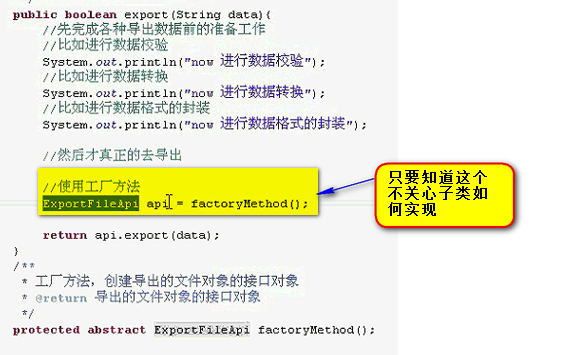 public boolean export(String data){
//先完成各种导出数据前的准备工作
//比如进行数据校验
System.out.println("now 进行数据校验");
//比如进行数据转换
System.out.println("now 进行数据转换");
//比如进行数据格式的封装
System.out.println("now 进行数据格式的封装");
//然后才真正的去导出
//使用工厂方法
ExportFileApi api = factoryMethod();
只要知道这个
不关心子类如
何实现
return api.export(data);
}
/**
* 工厂方法，创建导出的文件对象的接口对象
* @return 导出的文件对象的接口对象
*/
protected abstract ExportFileApi factoryMethod();